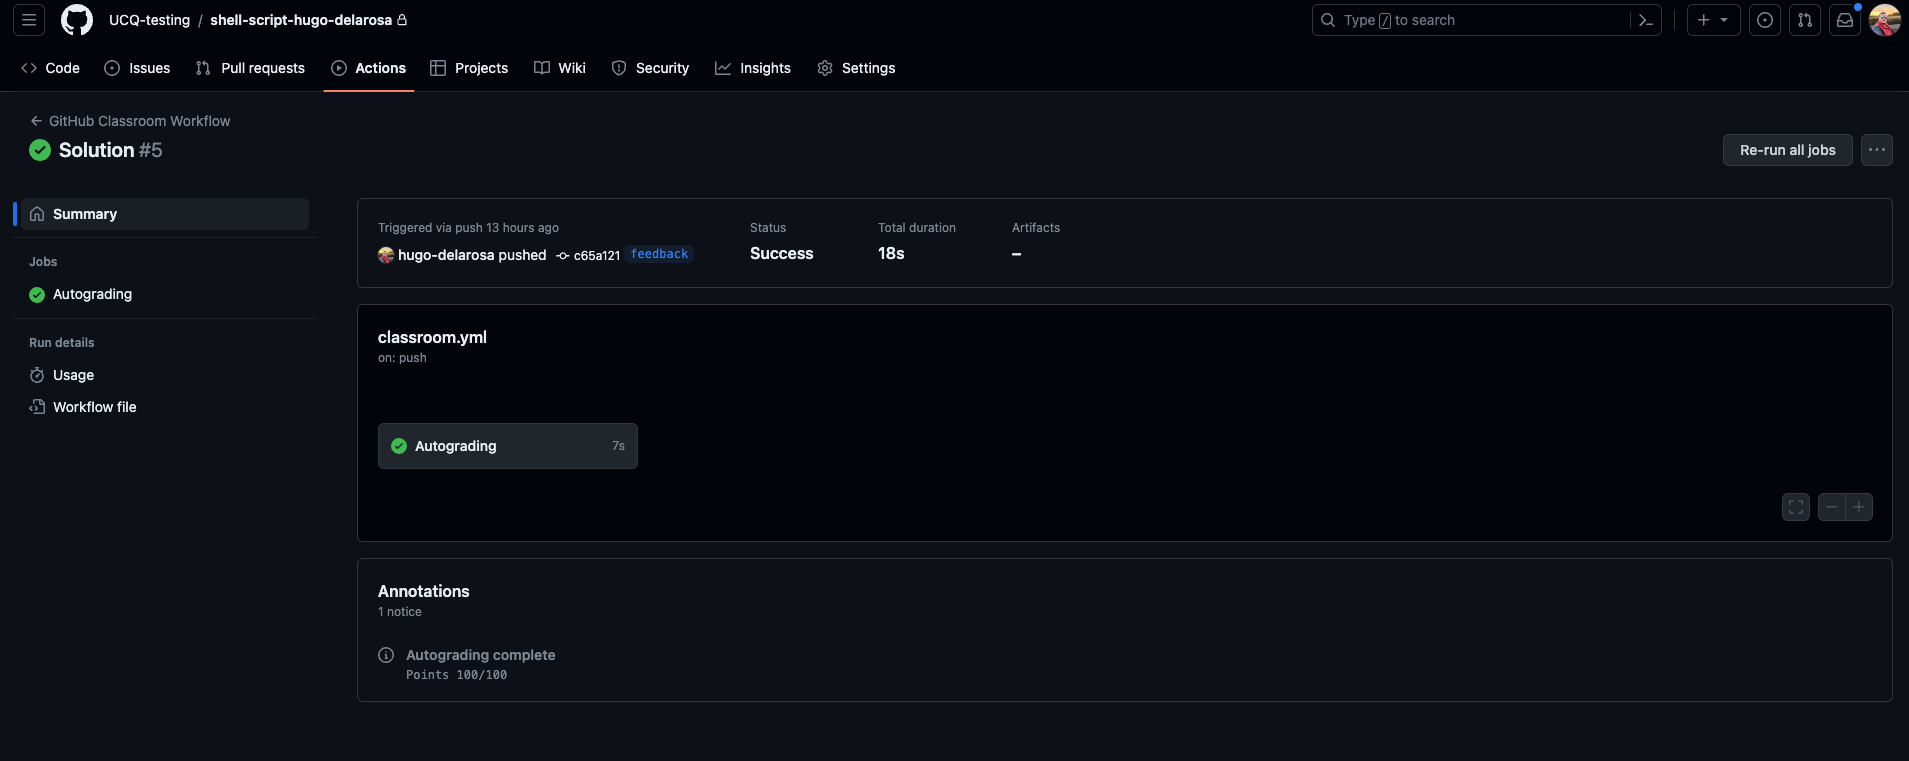 UCQ-testing / shell-script-hugo-delarosa
Type / to search
Code Issues Pull requests Actions Projects Wiki Security Insights Settings
GitHub Classroom Workflow
Solution #5
Re-run all jobs
Summary
Jobs
Autograding
Run details
Usage
Workflow file
Triggered via push 13 hours ago
hugo-delarosa pushed c65a121 feedback
Status
Success
Total duration
18s
Artifacts
–
classroom.yml
on: push
Autograding 7s
Annotations
1 notice
Autograding complete
Points 100/100